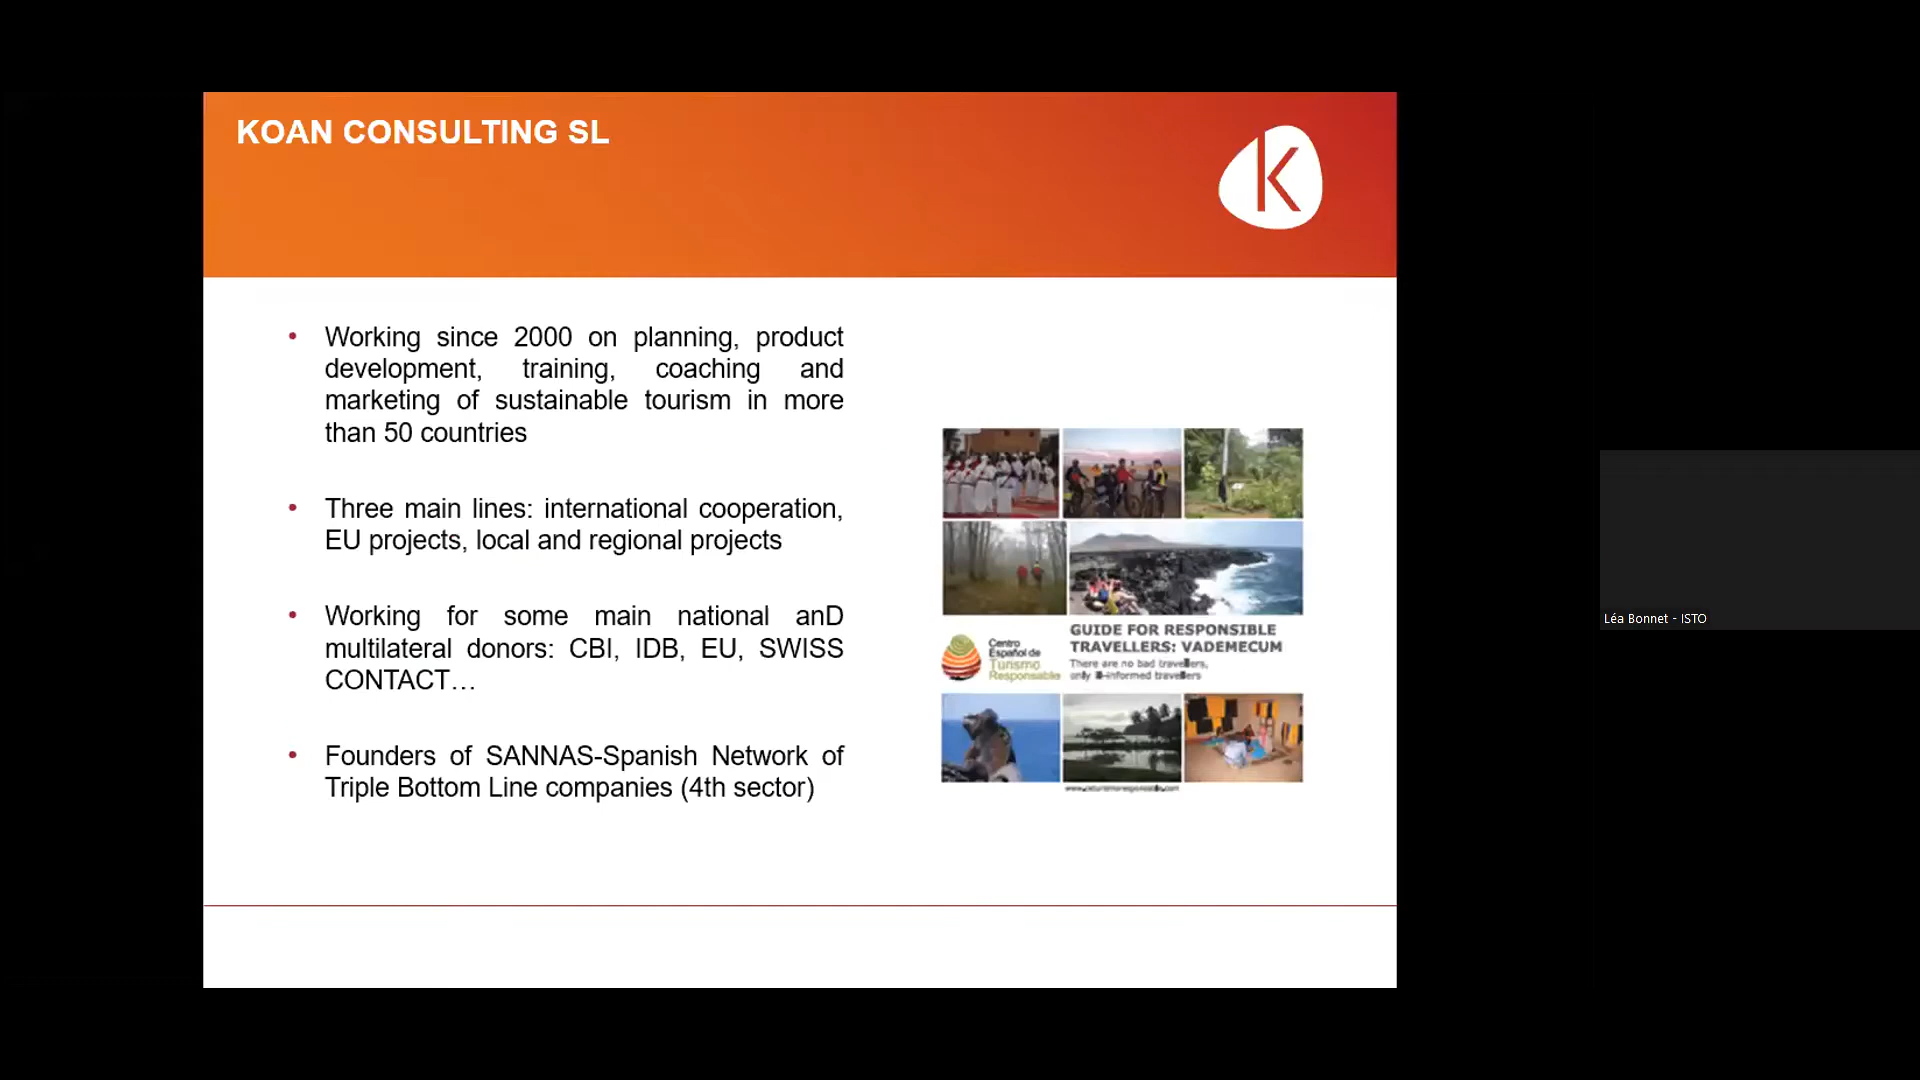 KOAN CONSULTING SL
K
Working since 2000 on planning, product
development, training, coaching and
marketing of sustainable tourism in more
than 50 countries
Three main lines: international cooperation,
EU projects, local and regional projects
Working for some main national anD
multilateral donors: CBI, IDB, EU, SWISS
CONTACT…
Founders of SANNAS-Spanish Network of
Triple Bottom Line companies (4th sector)
Centro
Español de
Turismo
Responsable
GUIDE FOR RESPONSIBLE
TRAVELLERS: VADEMECUM
There are no bad travellers,
only ill-informed travellers
Léa Bonnet - ISTO